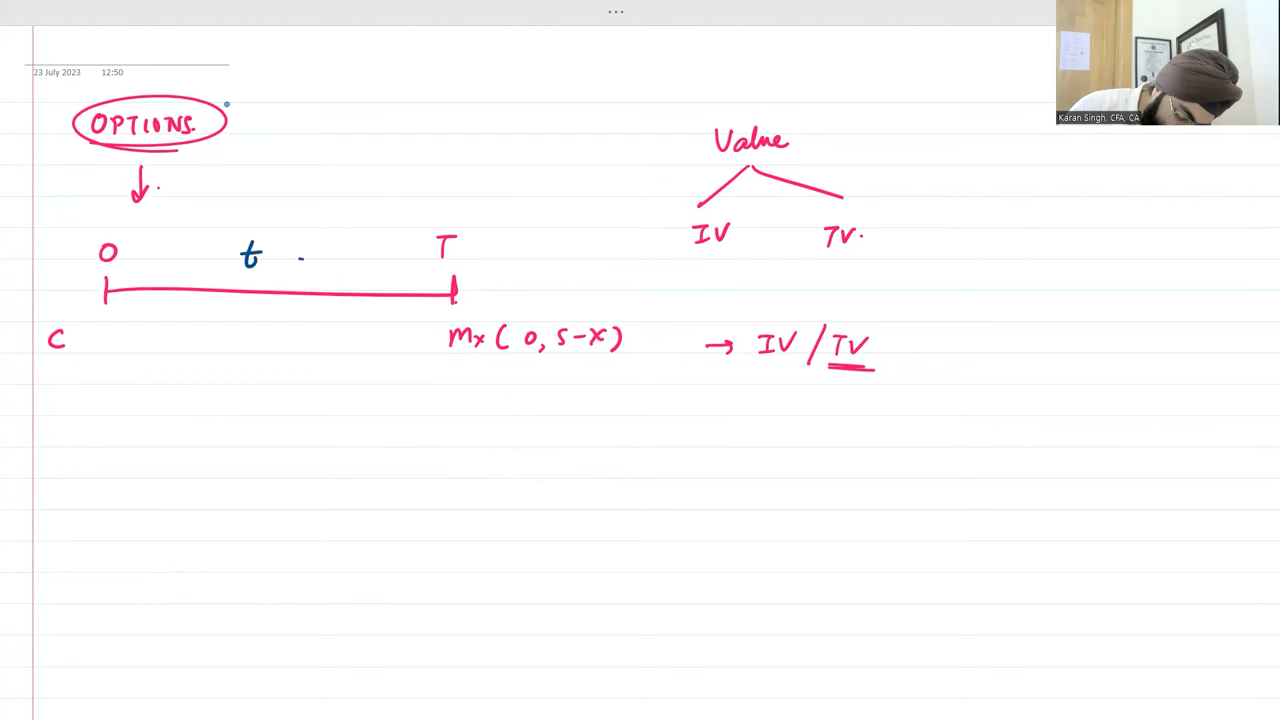 23 July 2023 12:50
OPTIONS.
Value
IV TV.
0 t T
C Mx ( 0, S-X) → IV / TV
Karan Singh, CFA, CA